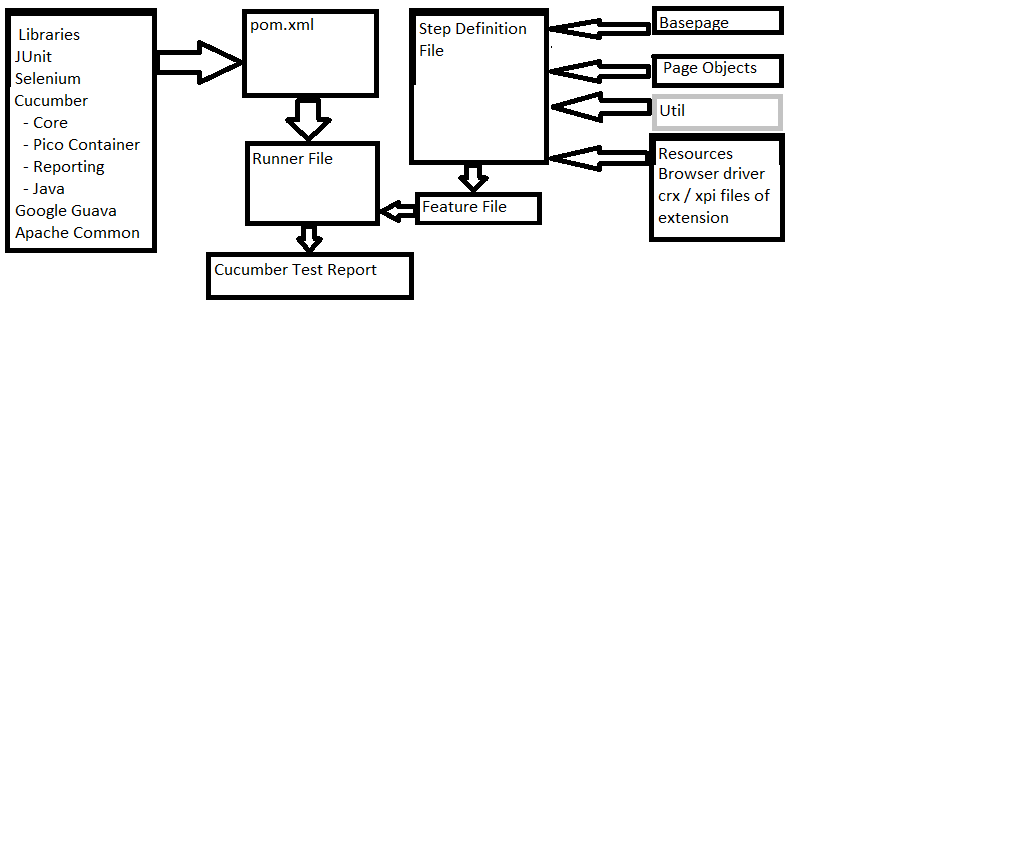 Libraries
JUnit
Selenium
Cucumber
- Core
- Pico Container
- Reporting
- Java
Google Guava
Apache Common
pom.xml
Runner File
Cucumber Test Report
Step Definition
File
Feature File
Basepage
Page Objects
Util
Resources
Browser driver
crx / xpi files of
extension